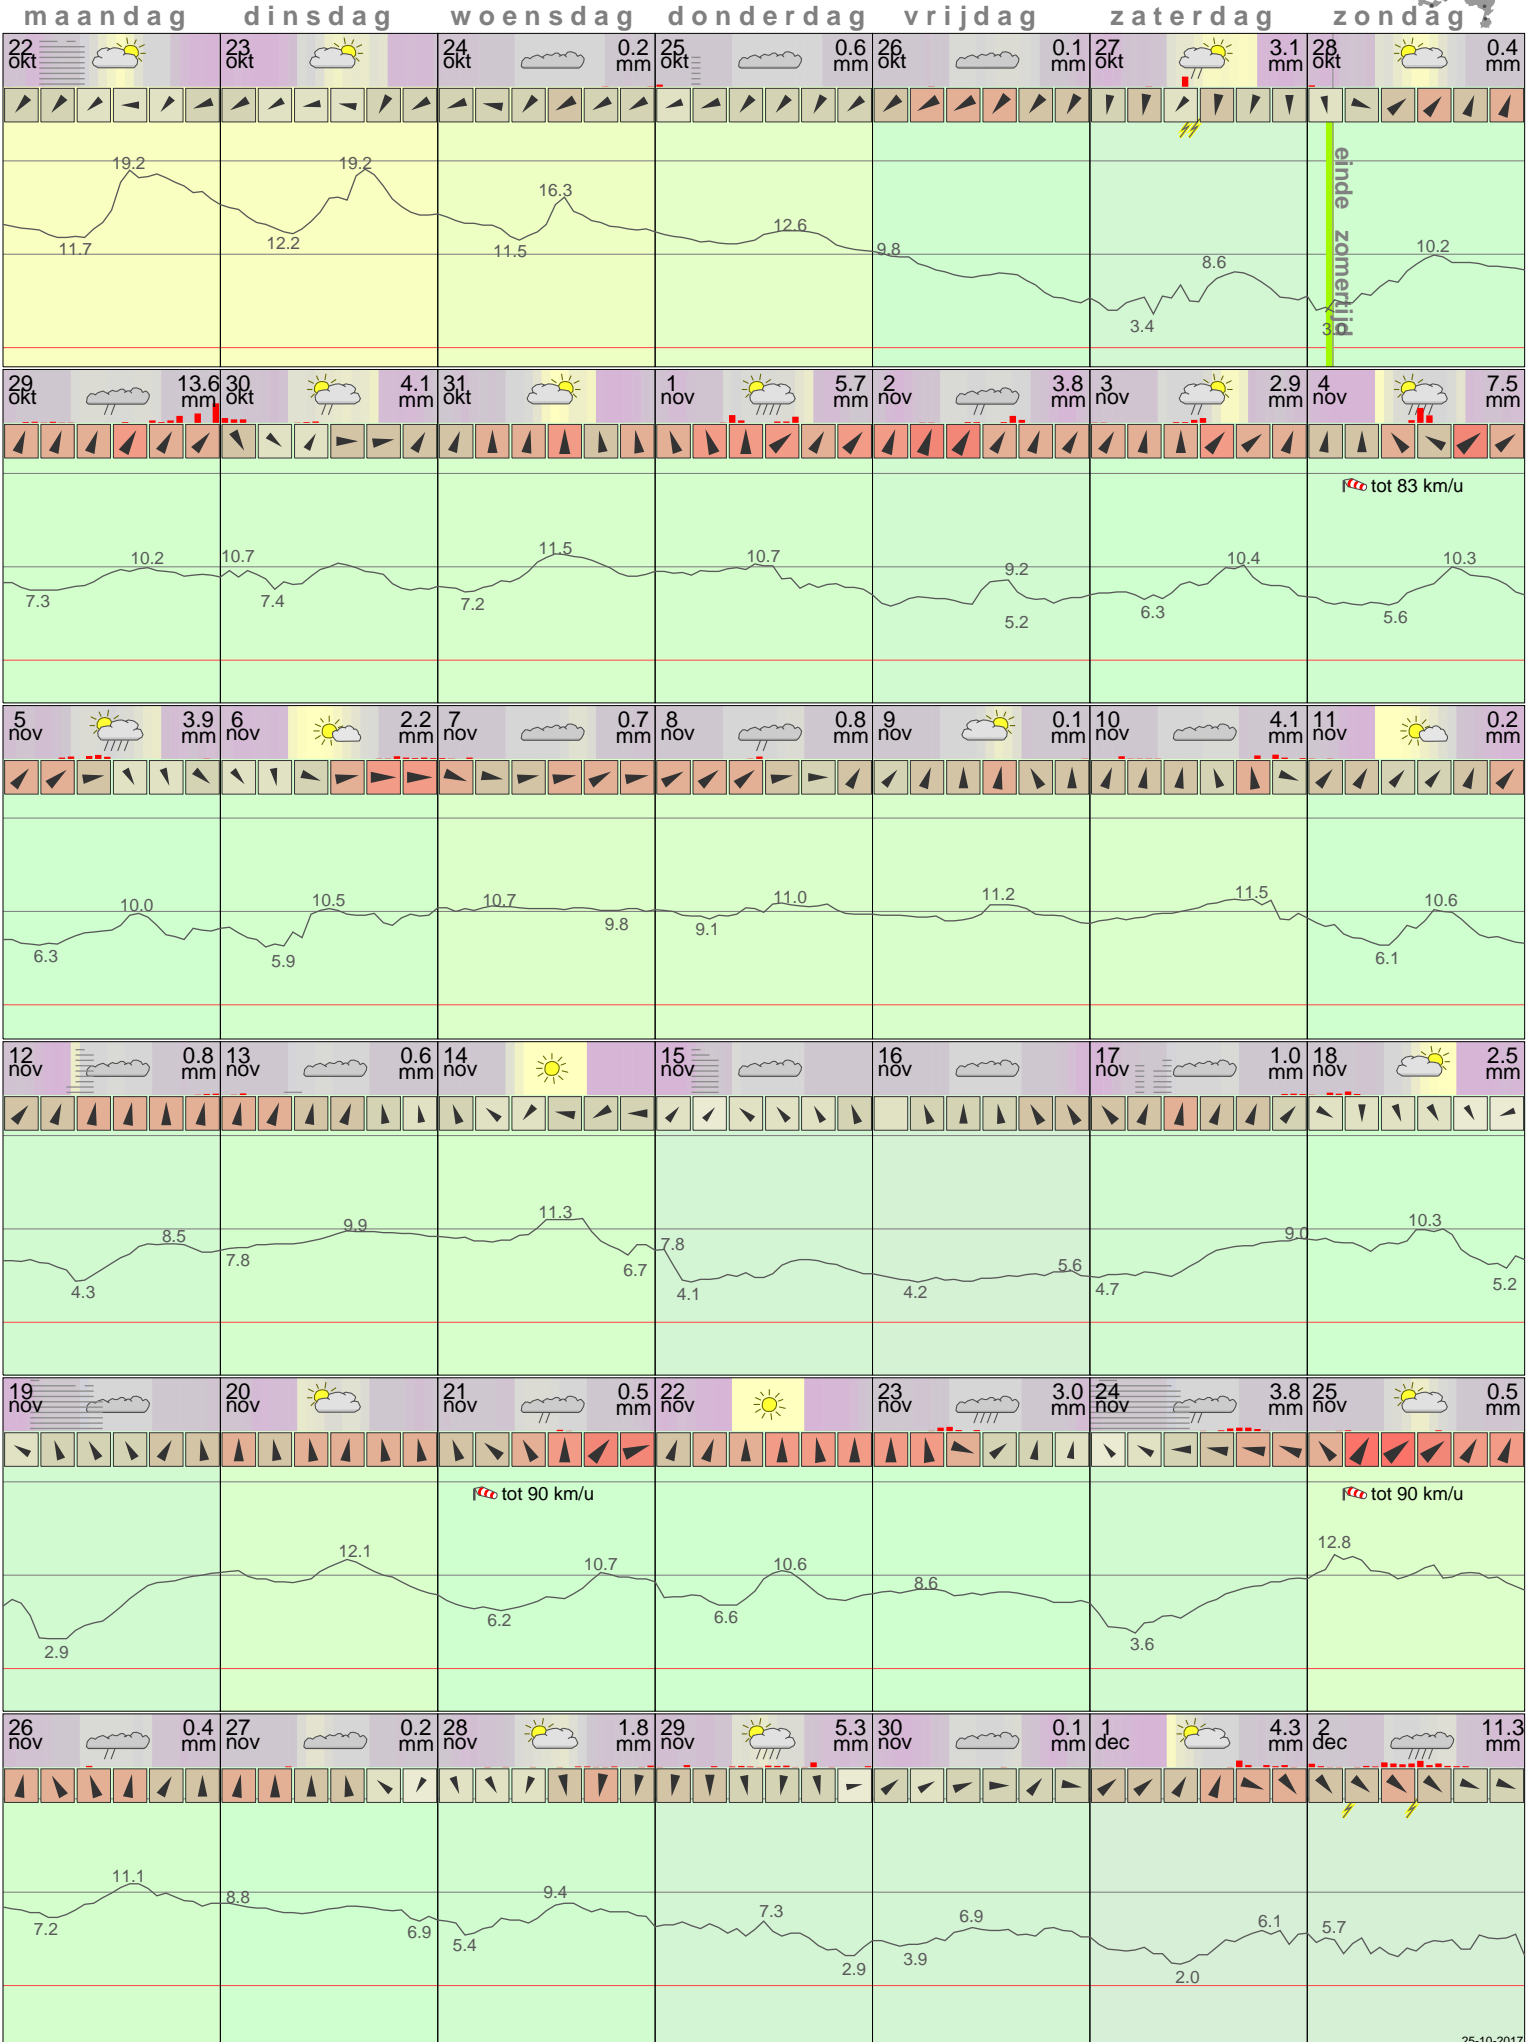 maandag dinsdag woensdag donderdag vrijdag zaterdag zondag
22 okt 23 okt 24 okt 0.2 mm 25 okt 0.6 mm 26 okt 0.1 mm 27 okt 3.1 mm 28 okt 0.4 mm
einde zomertijd
19.2 19.2 16.3 12.6 9.8 8.6 10.2
11.7 12.2 11.5 3.4
29 okt 13.6 mm 30 okt 4.1 mm 31 okt 1 nov 5.7 mm 2 nov 3.8 mm 3 nov 2.9 mm 4 nov 7.5 mm
tot 83 km/u
10.2 10.7 11.5 10.7 9.2 10.4 10.3
7.3 7.4 7.2 5.2 6.3 5.6
5 nov 3.9 mm 6 nov 2.2 mm 7 nov 0.7 mm 8 nov 0.8 mm 9 nov 0.1 mm 10 nov 4.1 mm 11 nov 0.2 mm
10.0 10.5 10.7 11.0 11.2 11.5 10.6
6.3 5.9 9.8 9.1 6.1
12 nov 0.8 mm 13 nov 0.6 mm 14 nov 15 nov 16 nov 17 nov 1.0 mm 18 nov 2.5 mm
8.5 9.9 11.3 7.8 5.6 9.0 10.3
4.3 7.8 6.7 4.1 4.2 4.7 5.2
19 nov 20 nov 21 nov 0.5 mm 22 nov 23 nov 3.0 mm 24 nov 3.8 mm 25 nov 0.5 mm
tot 90 km/u tot 90 km/u
12.1 10.7 10.6 8.6 12.8
2.9 6.2 6.6 3.6
26 nov 0.4 mm 27 nov 0.2 mm 28 nov 1.8 mm 29 nov 5.3 mm 30 nov 0.1 mm 1 dec 4.3 mm 2 dec 11.3 mm
11.1 8.8 9.4 7.3 6.9 6.1 5.7
7.2 6.9 5.4 2.9 3.9 2.0
25-10-2017